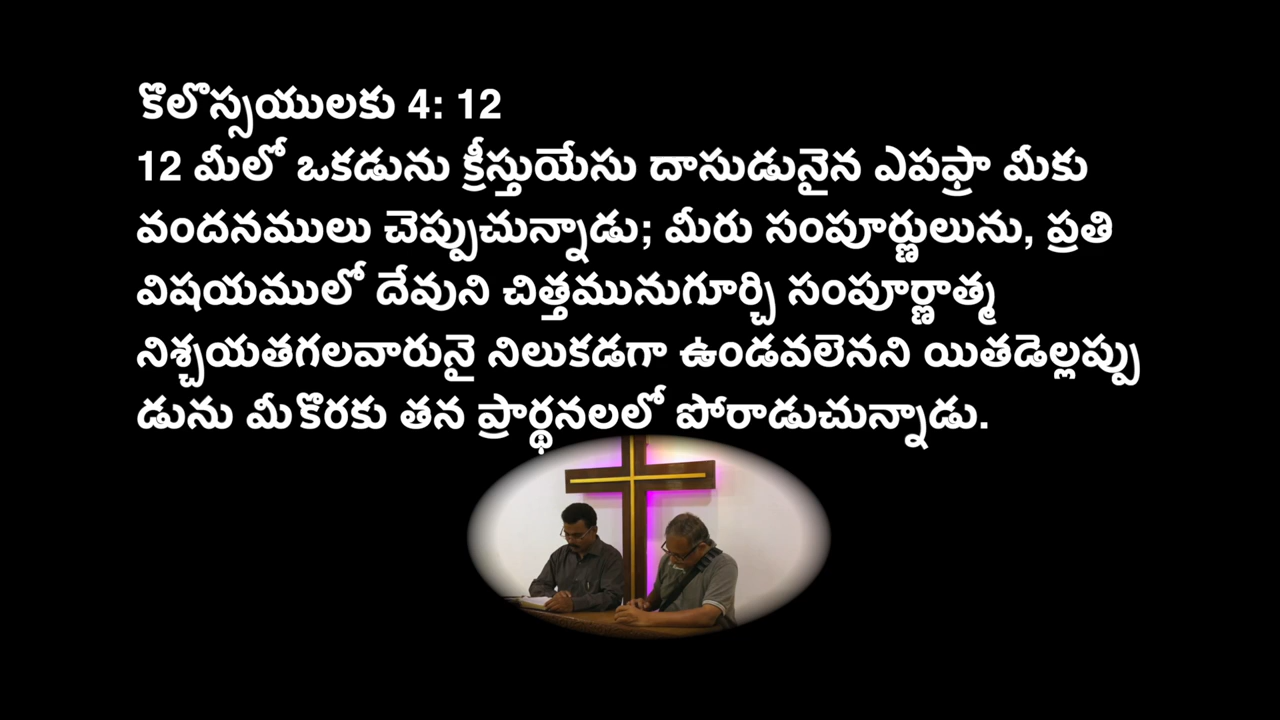 కొలొస్సయులకు 4: 12
12 మీలో ఒకడును క్రీస్తుయేసు దాసుడునైన ఎపఫ్రా మీకు
వందనములు చెప్పుచున్నాడు; మీరు సంపూర్ణులును, ప్రతి
విషయములో దేవుని చిత్తమునుగూర్చి సంపూర్ణాత్మ
నిశ్చయతగలవారునై నిలుకడగా ఉండవలెనని యితడెల్లప్పు
డును మీకొరకు తన ప్రార్థనలలో పోరాడుచున్నాడు.